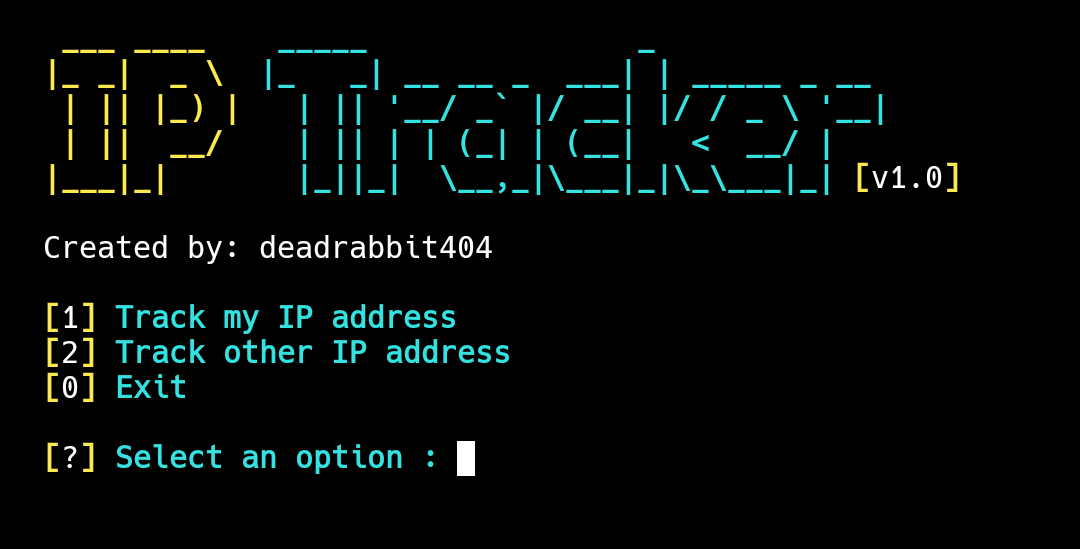 IP Tracker [v1.0]
Created by: deadrabbit404
[1] Track my IP address
[2] Track other IP address
[0] Exit
[?] Select an option :